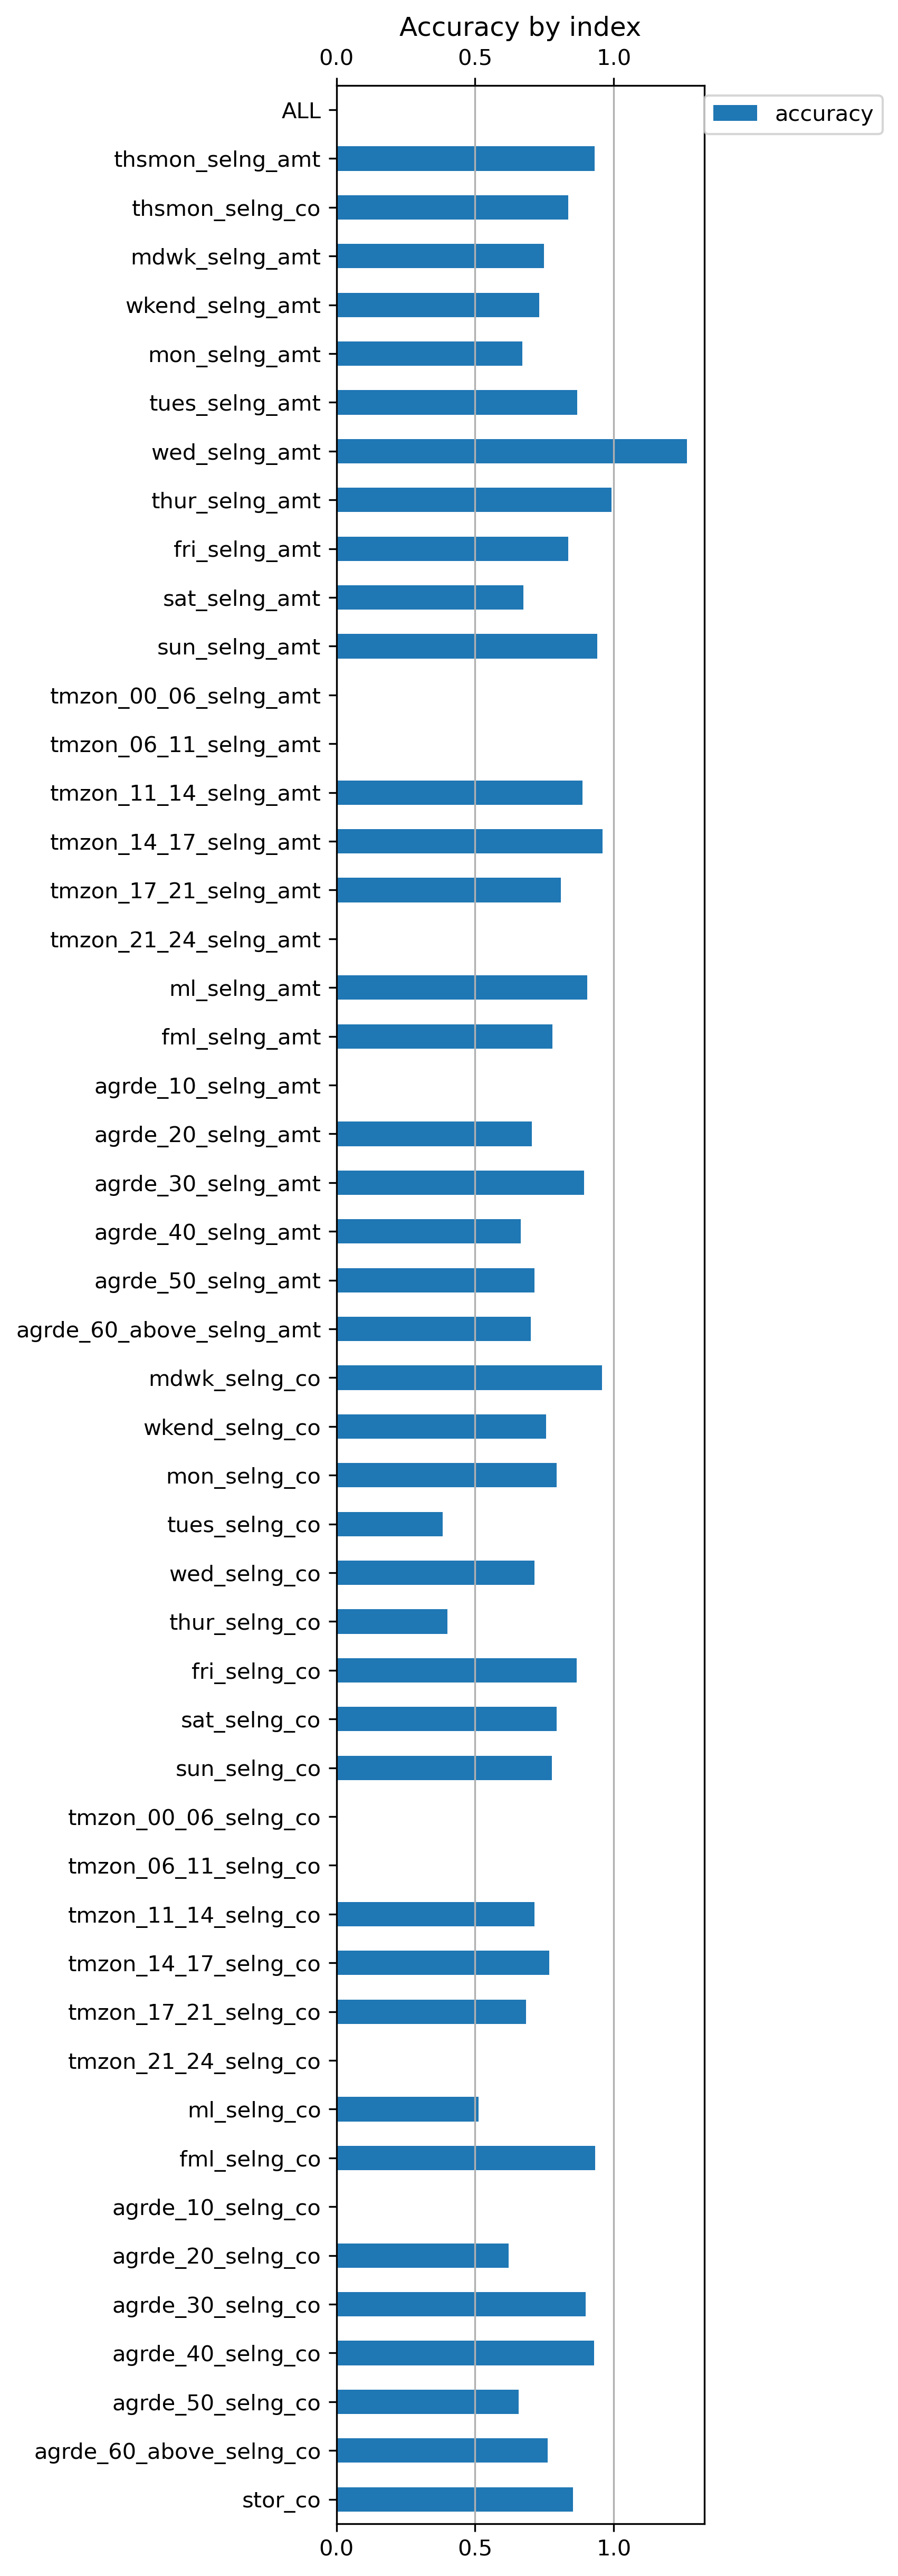 Accuracy by index
0.0 0.5 1.0
accuracy
ALL
thsmon_selng_amt
thsmon_selng_co
mdwk_selng_amt
wkend_selng_amt
mon_selng_amt
tues_selng_amt
wed_selng_amt
thur_selng_amt
fri_selng_amt
sat_selng_amt
sun_selng_amt
tmzon_00_06_selng_amt
tmzon_06_11_selng_amt
tmzon_11_14_selng_amt
tmzon_14_17_selng_amt
tmzon_17_21_selng_amt
tmzon_21_24_selng_amt
ml_selng_amt
fml_selng_amt
agrde_10_selng_amt
agrde_20_selng_amt
agrde_30_selng_amt
agrde_40_selng_amt
agrde_50_selng_amt
agrde_60_above_selng_amt
mdwk_selng_co
wkend_selng_co
mon_selng_co
tues_selng_co
wed_selng_co
thur_selng_co
fri_selng_co
sat_selng_co
sun_selng_co
tmzon_00_06_selng_co
tmzon_06_11_selng_co
tmzon_11_14_selng_co
tmzon_14_17_selng_co
tmzon_17_21_selng_co
tmzon_21_24_selng_co
ml_selng_co
fml_selng_co
agrde_10_selng_co
agrde_20_selng_co
agrde_30_selng_co
agrde_40_selng_co
agrde_50_selng_co
agrde_60_above_selng_co
stor_co
0.0 0.5 1.0